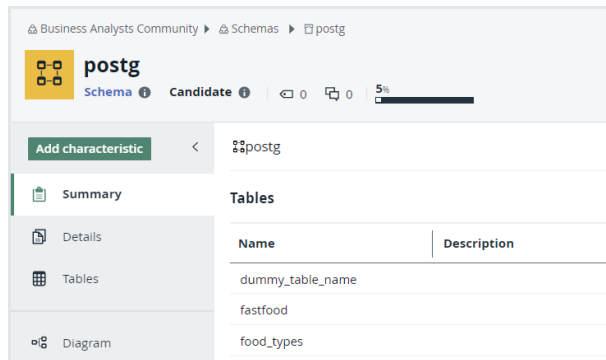 Business Analysts Community Schemas postg
postg
Schema Candidate 0 0 5%
Add characteristic
postg
Summary
Tables
Details
Name Description
Tables
dummy_table_name
fastfood
Diagram
food_types